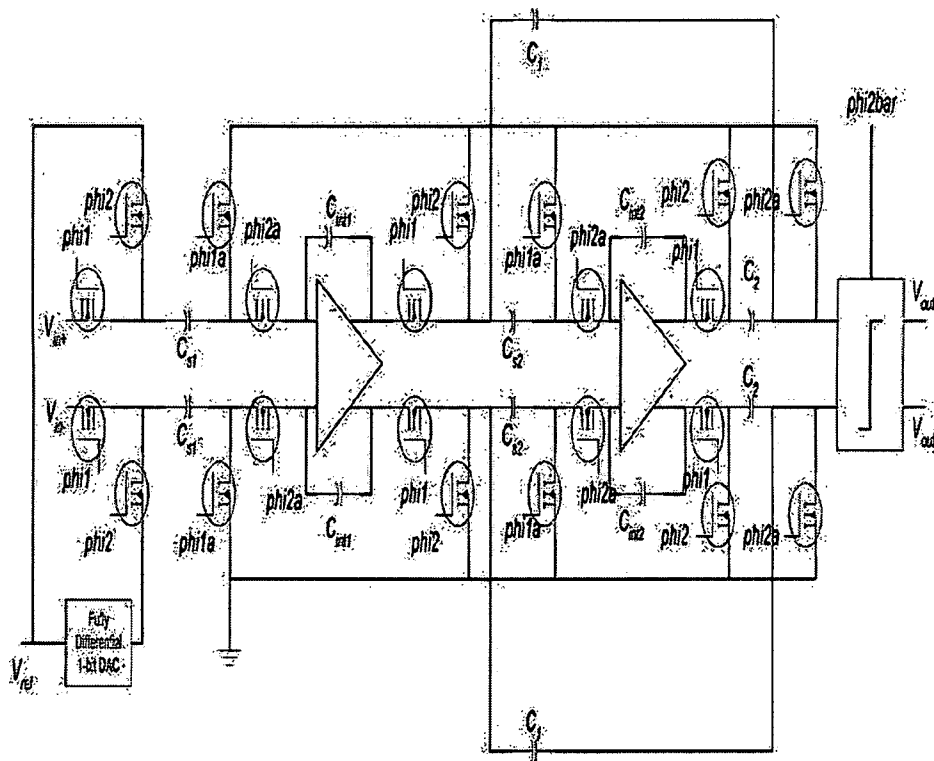 C1
phi2bar
phi2
phi2
phi2a
phi2
phi2a
phi1
phi1a
Cint1
phi1
phi1a
phi2a
Cint2
phi1
C2
Vin+
Cs1
Cs2
Vout
Vin-
Cs1
Cs2
C2
Vout
phi1
phi2a
phi1
phi2a
phi1
Cint1
Cint2
phi2
phi1a
phi2
phi1a
phi2
phi2a
Fully
Differential
1-bit DAC
Vref
C1